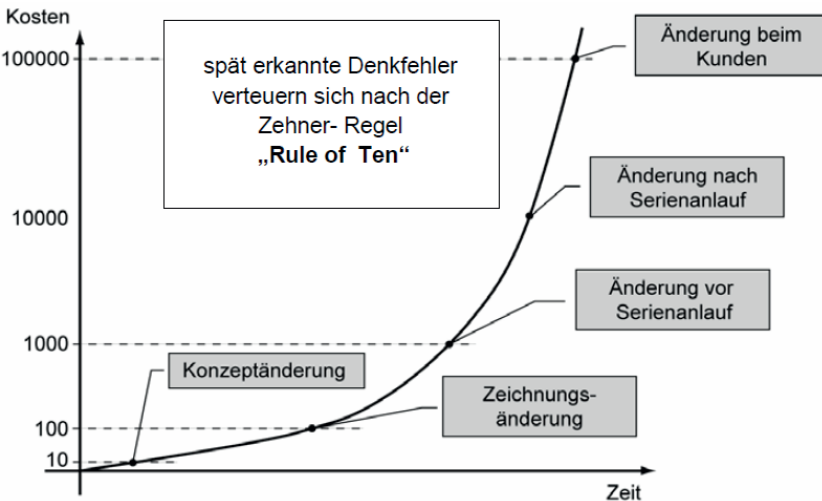 Kosten
100000
spät erkannte Denkfehler
verteuern sich nach der
Zehner- Regel
„Rule of Ten“
Änderung beim
Kunden
Änderung nach
Serienanlauf
10000
Änderung vor
Serienanlauf
1000
Konzeptänderung
Zeichnungs-
änderung
100
10
Zeit